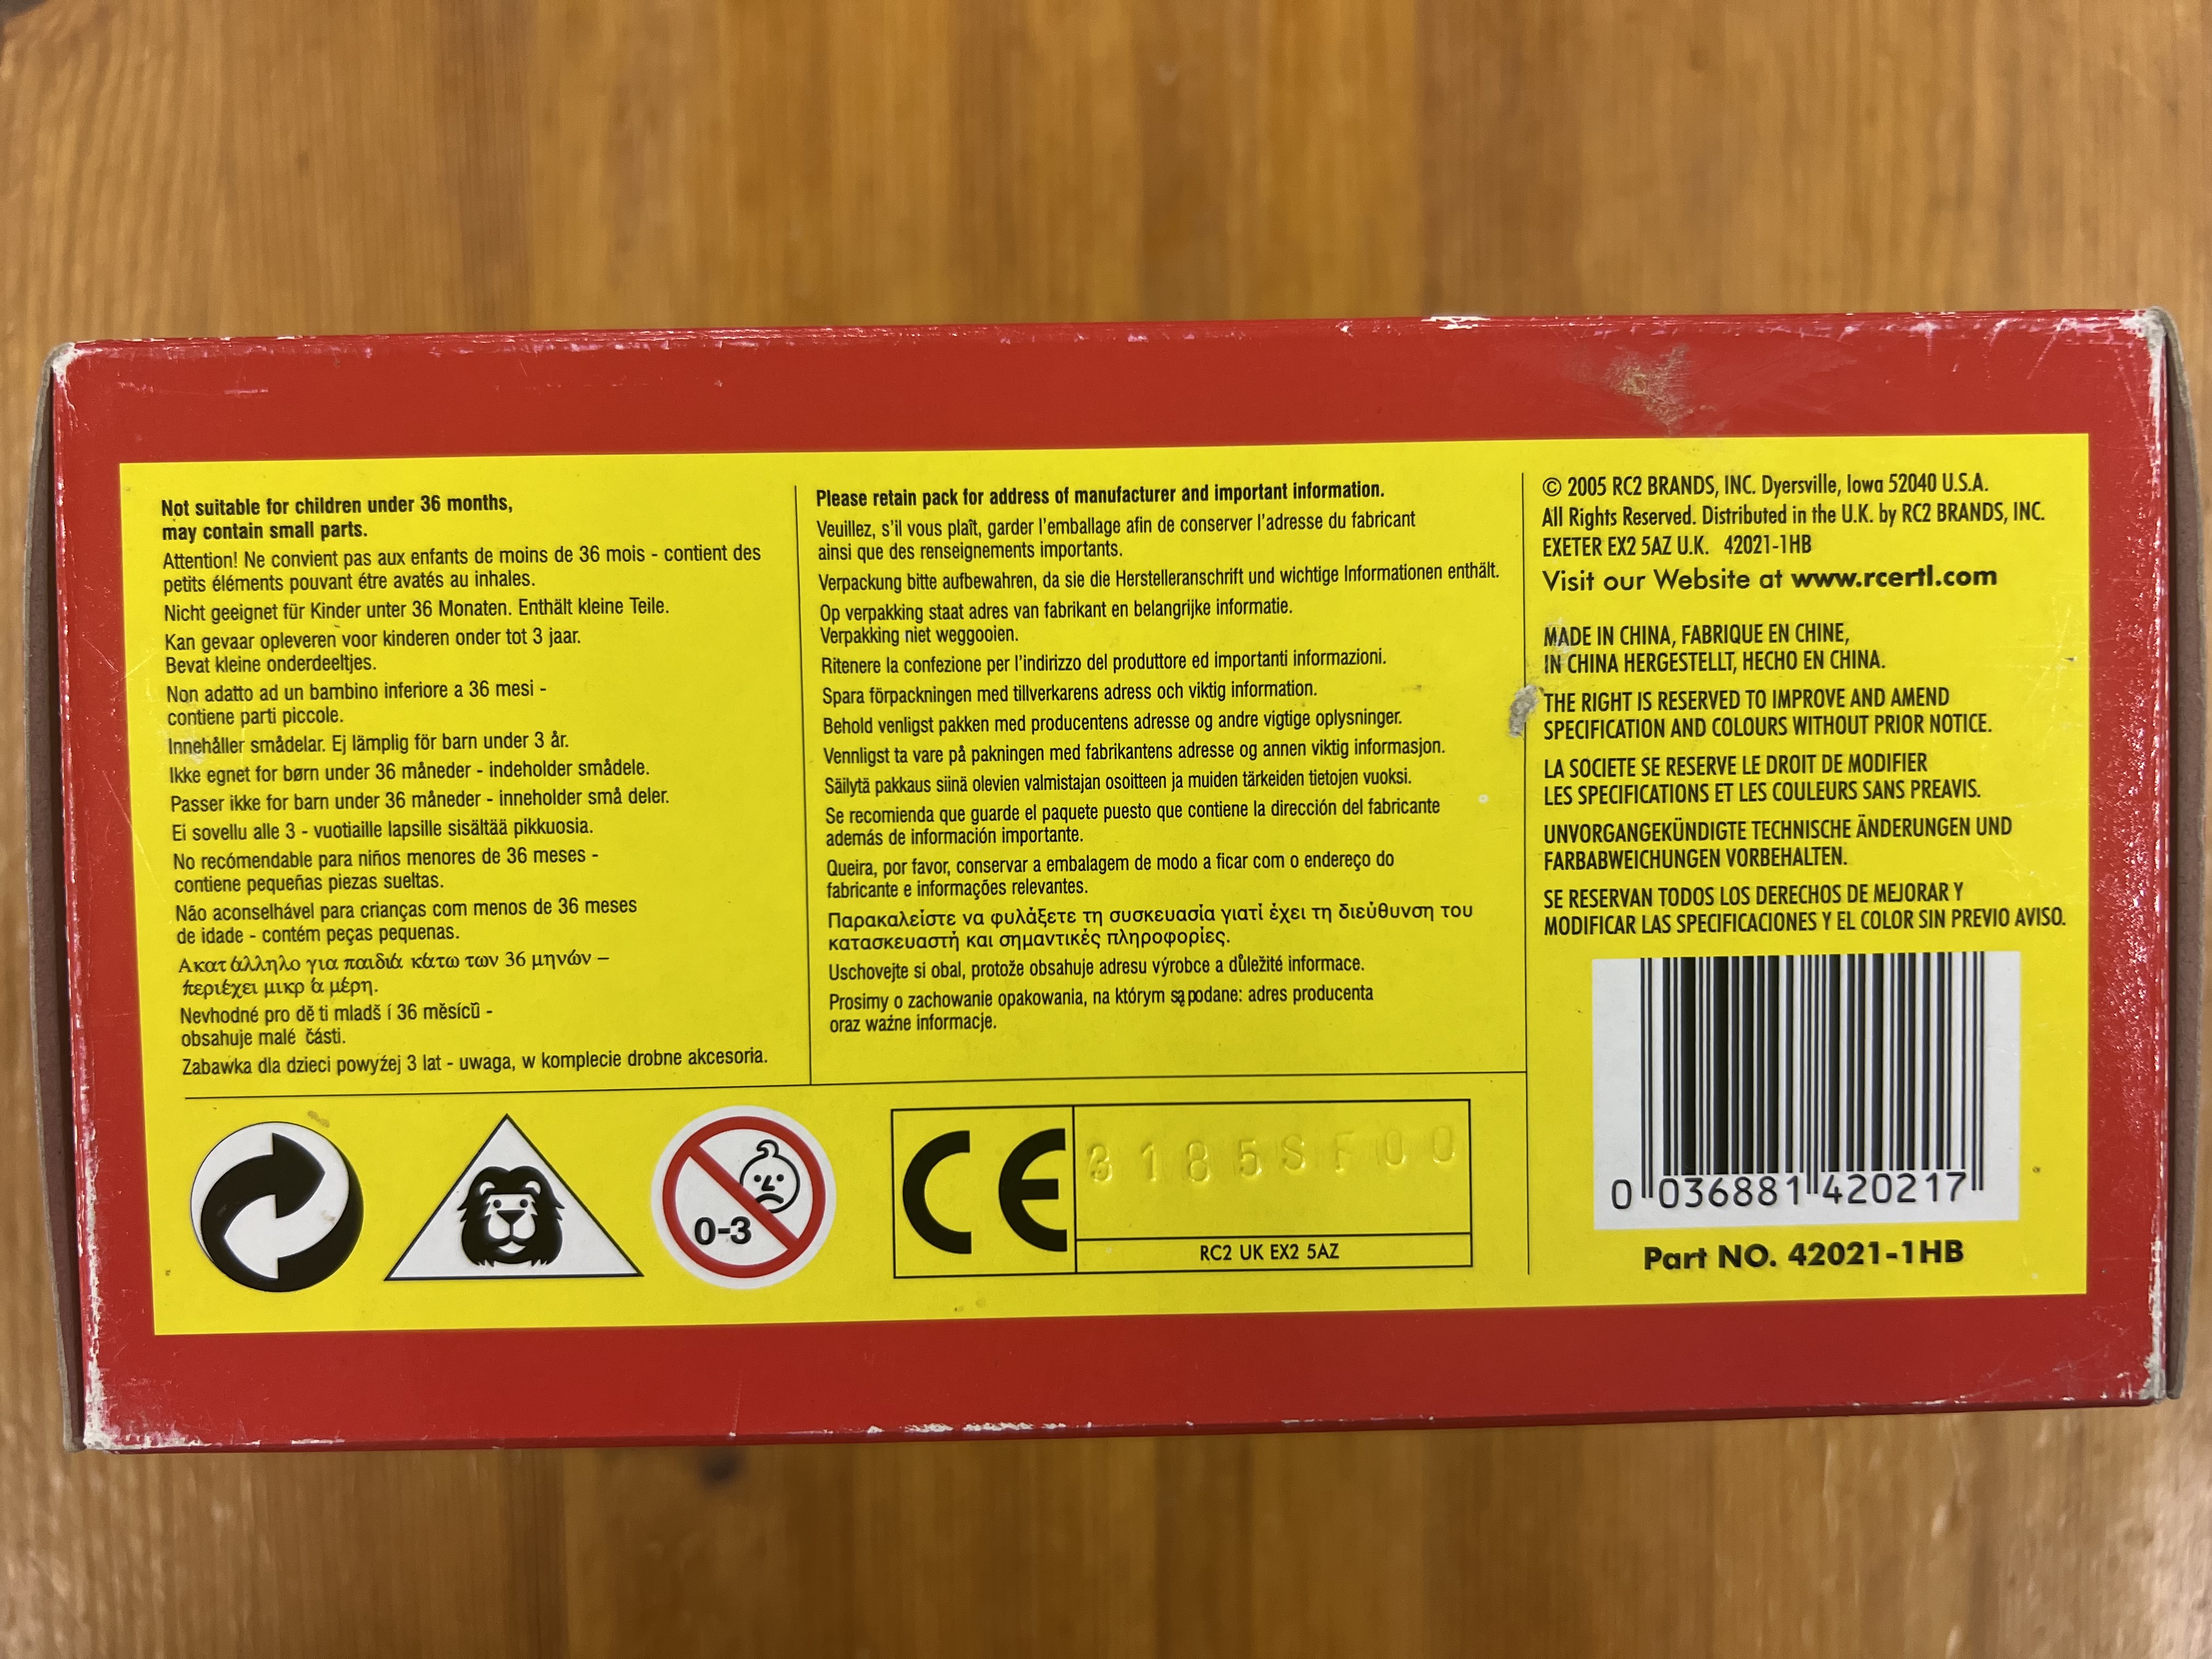 Not suitable for children under 36 months,
may contain small parts.
Attention! Ne convient pas aux enfants de moins de 36 mois - contient des
petits éléments pouvant étre avatés au inhales.
Nicht geeignet für Kinder unter 36 Monaten. Enthält kleine Teile.
Kan gevaar opleveren voor kinderen onder tot 3 jaar.
Bevat kleine onderdeeltjes.
Non adatto ad un bambino inferiore a 36 mesi -
contiene parti piccole.
Innehåller smådelar. Ej lämplig för barn under 3 år.
Ikke egnet for børn under 36 måneder - indeholder smådele.
Passer ikke for barn under 36 måneder - inneholder små deler.
Ei sovellu alle 3 - vuotiaille lapsille sisältää pikkuosia.
No recómendable para niños menores de 36 meses -
contiene pequeñas piezas sueltas.
Não aconselhável para crianças com menos de 36 meses
de idade - contém peças pequenas.
Ακατ άλληλο για παιδιά κάτω των 36 μηνών –
περιέχει μικρ ά μέρη.
Nevhodné pro dě ti mladš í 36 měsíců -
obsahuje malé části.
Zabawka dla dzieci powyźej 3 lat - uwaga, w komplecie drobne akcesoria.
Please retain pack for address of manufacturer and important information.
Veuillez, s'il vous plaît, garder l'emballage afin de conserver l'adresse du fabricant
ainsi que des renseignements importants.
Verpackung bitte aufbewahren, da sie die Herstelleranschrift und wichtige Informationen enthält.
Op verpakking staat adres van fabrikant en belangrijke informatie.
Verpakking niet weggooien.
Ritenere la confezione per l'indirizzo del produttore ed importanti informazioni.
Spara förpackningen med tillverkarens adress och viktig information.
Behold venligst pakken med producentens adresse og andre vigtige oplysninger.
Vennligst ta vare på pakningen med fabrikantens adresse og annen viktig informasjon.
Säilytä pakkaus siinä olevien valmistajan osoitteen ja muiden tärkeiden tietojen vuoksi.
Se recomienda que guarde el paquete puesto que contiene la dirección del fabricante
además de información importante.
Queira, por favor, conservar a embalagem de modo a ficar com o endereço do
fabricante e informações relevantes.
Παρακαλείστε να φυλάξετε τη συσκευασία γιατί έχει τη διεύθυνση του
κατασκευαστή και σημαντικές πληροφορίες.
Uschovejte si obal, protože obsahuje adresu výrobce a důležité informace.
Prosimy o zachowanie opakowania, na którym są podane: adres producenta
oraz waźne informacje.
0-3
CE
3185SF00
RC2 UK EX2 5AZ
© 2005 RC2 BRANDS, INC. Dyersville, Iowa 52040 U.S.A.
All Rights Reserved. Distributed in the U.K. by RC2 BRANDS, INC.
EXETER EX2 5AZ U.K. 42021-1HB
Visit our Website at www.rcertl.com
MADE IN CHINA, FABRIQUE EN CHINE,
IN CHINA HERGESTELLT, HECHO EN CHINA.
THE RIGHT IS RESERVED TO IMPROVE AND AMEND
SPECIFICATION AND COLOURS WITHOUT PRIOR NOTICE.
LA SOCIETE SE RESERVE LE DROIT DE MODIFIER
LES SPECIFICATIONS ET LES COULEURS SANS PREAVIS.
UNVORGANGEKÜNDIGTE TECHNISCHE ÄNDERUNGEN UND
FARBABWEICHUNGEN VORBEHALTEN.
SE RESERVAN TODOS LOS DERECHOS DE MEJORAR Y
MODIFICAR LAS SPECIFICACIONES Y EL COLOR SIN PREVIO AVISO.
0 036881 420217
Part NO. 42021-1HB